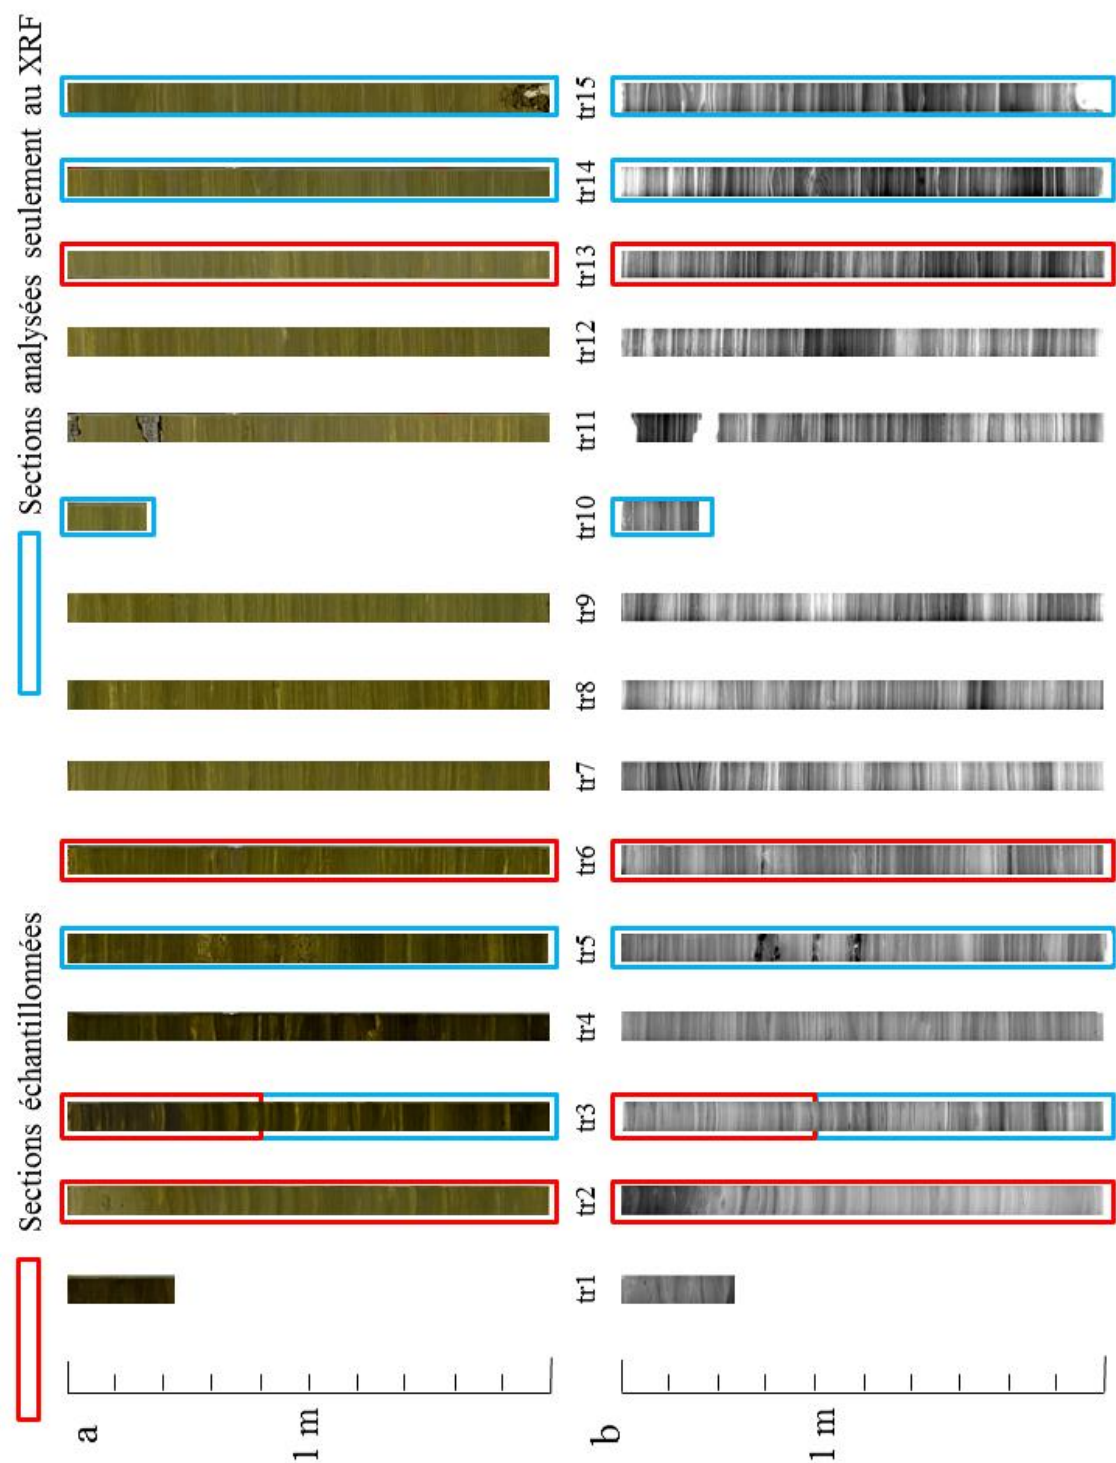 Sections échantillonnées
Sections analysées seulement au XRF
a
1 m
tr1
tr2
tr3
tr4
tr5
tr6
tr7
tr8
tr9
tr10
tr11
tr12
tr13
tr14
tr15
b
1 m